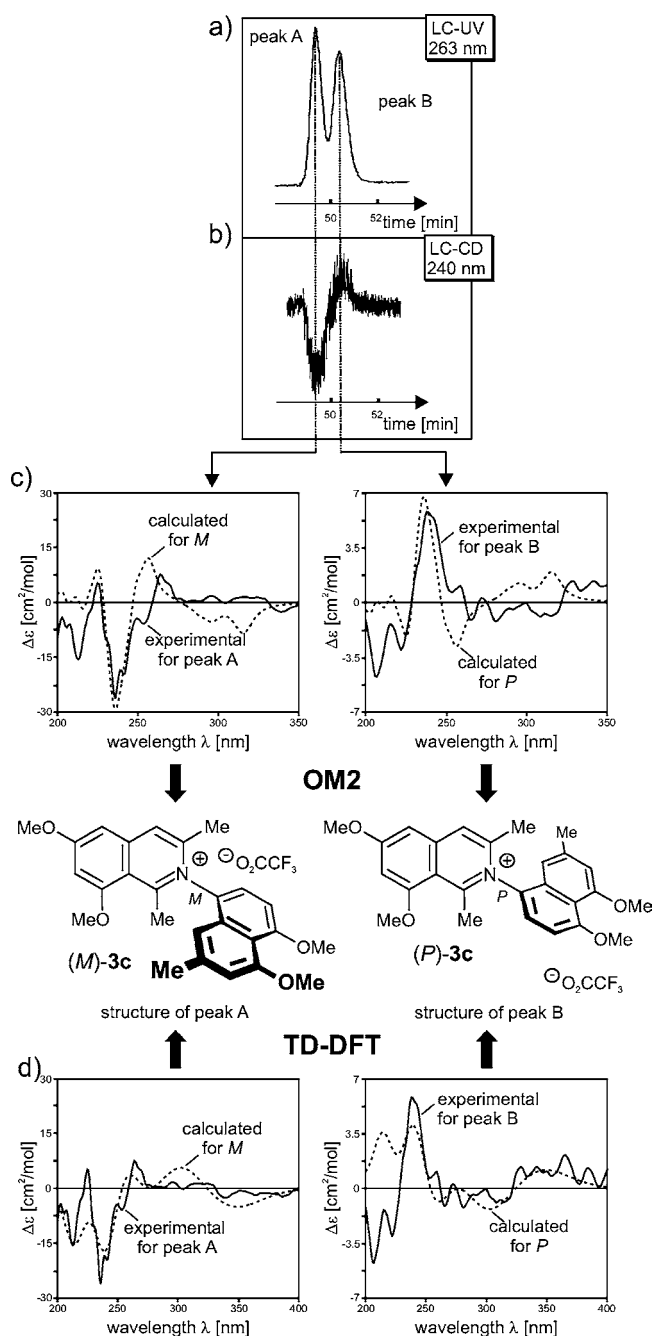 a)
LC-UV
263 nm
peak A
peak B
50 52
time [min]
b)
LC-CD
240 nm
50 52
time [min]
c)
30
15
0
-15
-30
200 250 300 350
Δε [cm²/mol]
wavelength λ [nm]
calculated
for M
experimental
for peak A
7
3.5
0
-3.5
-7
200 250 300 350
Δε [cm²/mol]
wavelength λ [nm]
experimental
for peak B
calculated
for P
OM2
MeO
Me
⊕
N
⊖O₂CCF₃
M
MeO
Me
OMe
Me
OMe
(M)-3c
structure of peak A
MeO
Me
⊕
N
P
Me
MeO
Me
OMe
OMe
(P)-3c
⊖O₂CCF₃
structure of peak B
TD-DFT
d)
30
15
0
-15
-30
200 250 300 350 400
Δε [cm²/mol]
wavelength λ [nm]
calculated
for M
experimental
for peak A
7
3.5
0
-3.5
-7
200 250 300 350 400
Δε [cm²/mol]
wavelength λ [nm]
experimental
for peak B
calculated
for P